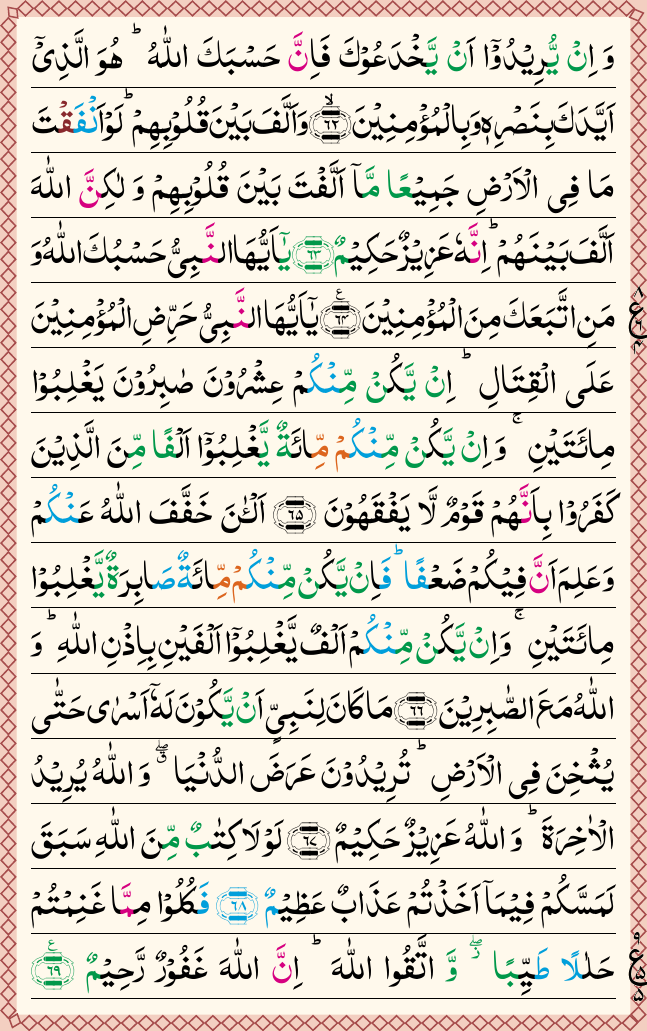 وَ اِنْ يُّرِيْدُوْۤا اَنْ يَّخْدَعُوْكَ فَاِنَّ حَسْبَكَ اللّٰهُ ؕ هُوَ الَّذِيْۤ
اَيَّدَكَ بِنَصْرِهٖ وَبِالْمُؤْمِنِيْنَ ۙ‏﴿۶۲﴾ وَاَلَّفَ بَيْنَ قُلُوْبِهِمْ ؕ لَوْ اَنْفَقْتَ
مَا فِى الْاَرْضِ جَمِيْعًا مَّاۤ اَلَّفْتَ بَيْنَ قُلُوْبِهِمْ وَ لٰكِنَّ اللّٰهَ
اَلَّفَ بَيْنَهُمْ ؕ اِنَّهٗ عَزِيْزٌ حَكِيْمٌ ﴿۶۳﴾ يٰۤاَيُّهَا النَّبِىُّ حَسْبُكَ اللّٰهُ وَ
مَنِ اتَّبَعَكَ مِنَ الْمُؤْمِنِيْنَ ﴿۶۴﴾ يٰۤاَيُّهَا النَّبِىُّ حَرِّضِ الْمُؤْمِنِيْنَ
عَلَى الْقِتَالِ ؕ اِنْ يَّكُنْ مِّنْكُمْ عِشْرُوْنَ صٰبِرُوْنَ يَغْلِبُوْا
مِائَتَيْنِ ۚ وَ اِنْ يَّكُنْ مِّنْكُمْ مِّائَةٌ يَّغْلِبُوْۤا اَلْفًا مِّنَ الَّذِيْنَ
كَفَرُوْا بِاَنَّهُمْ قَوْمٌ لَّا يَفْقَهُوْنَ ﴿۶۵﴾ اَلْـٰٔنَ خَفَّفَ اللّٰهُ عَنْكُمْ
وَعَلِمَ اَنَّ فِيْكُمْ ضَعْفًا ؕ فَاِنْ يَّكُنْ مِّنْكُمْ مِّائَةٌ صَابِرَةٌ يَّغْلِبُوْا
مِائَتَيْنِ ۚ وَاِنْ يَّكُنْ مِّنْكُمْ اَلْفٌ يَّغْلِبُوْۤا اَلْفَيْنِ بِاِذْنِ اللّٰهِ ؕ وَ
اللّٰهُ مَعَ الصّٰبِرِيْنَ ﴿۶۶﴾ مَا كَانَ لِنَبِىٍّ اَنْ يَّكُوْنَ لَهٗۤ اَسْرٰى حَتّٰى
يُثْخِنَ فِى الْاَرْضِ ؕ تُرِيْدُوْنَ عَرَضَ الدُّنْيَا ۖۗ وَ اللّٰهُ يُرِيْدُ
الْاٰخِرَةَ ؕ وَ اللّٰهُ عَزِيْزٌ حَكِيْمٌ ﴿۶۷﴾ لَوْلَا كِتٰبٌ مِّنَ اللّٰهِ سَبَقَ
لَمَسَّكُمْ فِيْمَاۤ اَخَذْتُمْ عَذَابٌ عَظِيْمٌ ﴿۶۸﴾ فَكُلُوْا مِمَّا غَنِمْتُمْ
حَلٰلًا طَيِّبًا ۖ وَّ اتَّقُوا اللّٰهَ ؕ اِنَّ اللّٰهَ غَفُوْرٌ رَّحِيْمٌ ﴿۶۹﴾